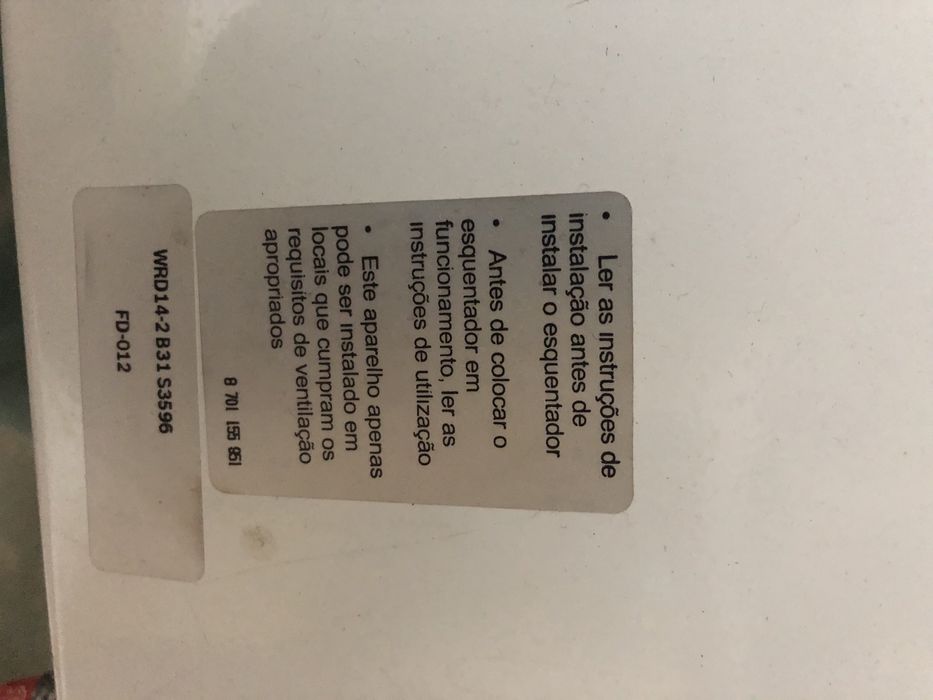 • Ler as instruções de
instalação antes de
instalar o esquentador
• Antes de colocar o
esquentador em
funcionamento, ler as
instruções de utilização
• Este aparelho apenas
pode ser instalado em
locais que cumpram os
requisitos de ventilação
apropriados
8 701 155 851
WRD14-2 B31 S3596
FD-012